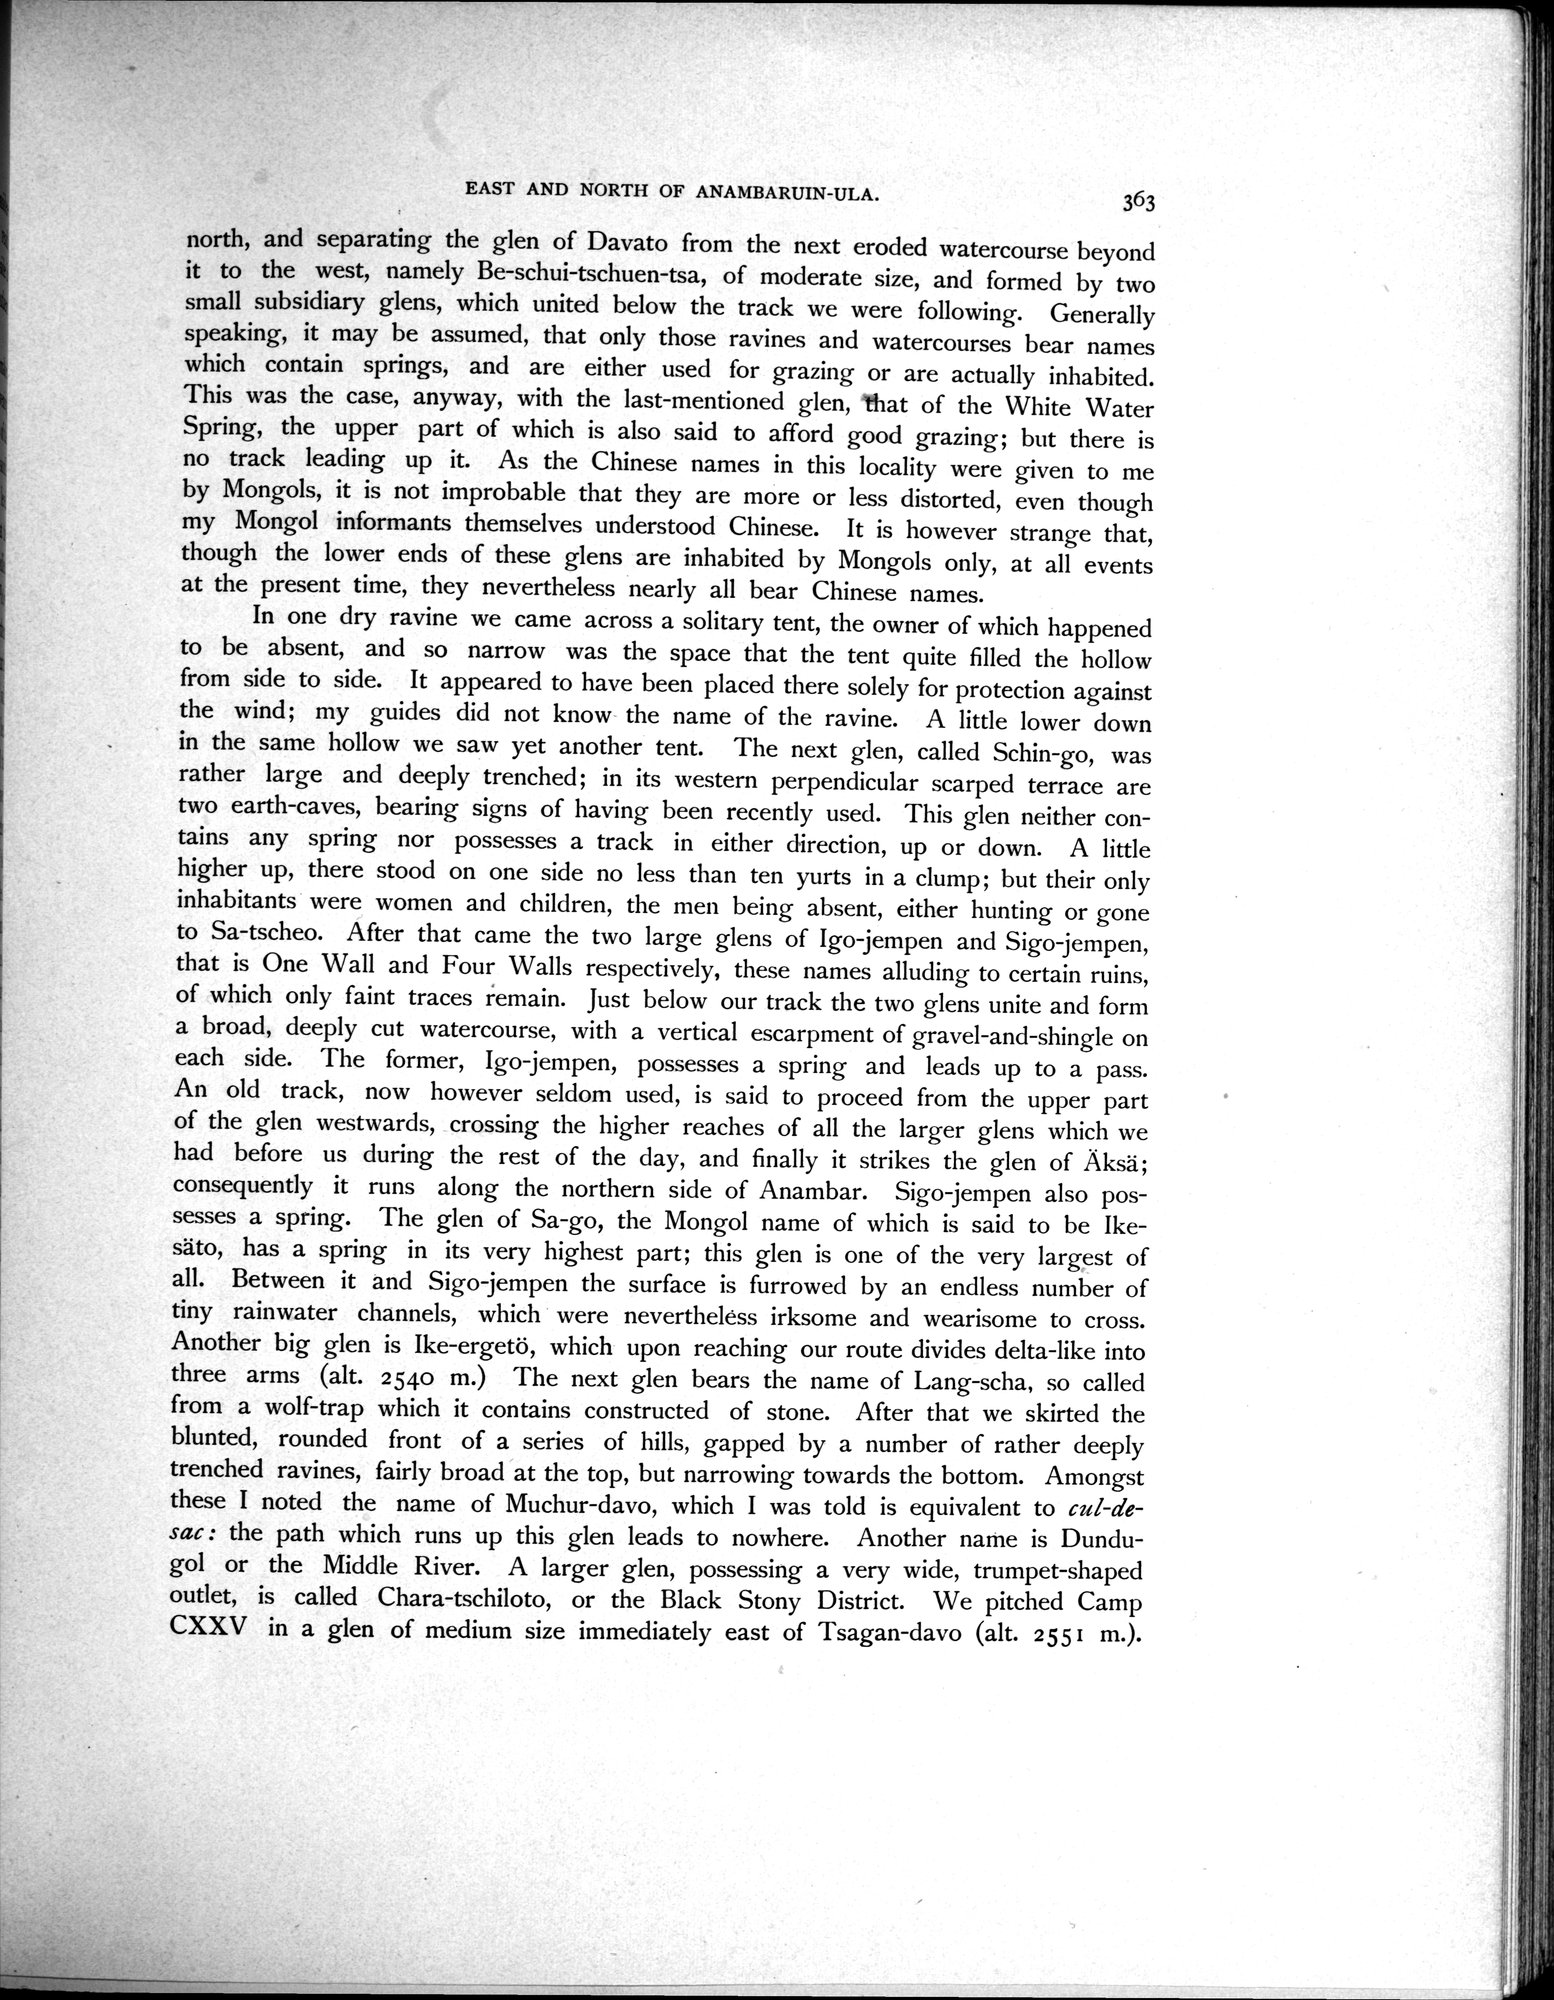 EAST AND NORTH OF ANAMBARUIN-ULA.
363
north, and separating the glen of Davato from the next eroded watercourse beyond
it to the west, namely Be-schui-tschuen-tsa, of moderate size, and formed by two
small subsidiary glens, which united below the track we were following. Generally
speaking, it may be assumed, that only those ravines and watercourses bear names
which contain springs, and are either used for grazing or are actually inhabited.
This was the case, anyway, with the last-mentioned glen, that of the White Water
Spring, the upper part of which is also said to afford good grazing; but there is
no track leading up it. As the Chinese names in this locality were given to me
by Mongols, it is not improbable that they are more or less distorted, even though
my Mongol informants themselves understood Chinese. It is however strange that,
though the lower ends of these glens are inhabited by Mongols only, at all events
at the present time, they nevertheless nearly all bear Chinese names.
In one dry ravine we came across a solitary tent, the owner of which happened
to be absent, and so narrow was the space that the tent quite filled the hollow
from side to side. It appeared to have been placed there solely for protection against
the wind; my guides did not know the name of the ravine. A little lower down
in the same hollow we saw yet another tent. The next glen, called Schin-go, was
rather large and deeply trenched; in its western perpendicular scarped terrace are
two earth-caves, bearing signs of having been recently used. This glen neither con-
tains any spring nor possesses a track in either direction, up or down. A little
higher up, there stood on one side no less than ten yurts in a clump; but their only
inhabitants were women and children, the men being absent, either hunting or gone
to Sa-tscheo. After that came the two large glens of Igo-jempen and Sigo-jempen,
that is One Wall and Four Walls respectively, these names alluding to certain ruins,
of which only faint traces remain. Just below our track the two glens unite and form
a broad, deeply cut watercourse, with a vertical escarpment of gravel-and-shingle on
each side. The former, Igo-jempen, possesses a spring and leads up to a pass.
An old track, now however seldom used, is said to proceed from the upper part
of the glen westwards, crossing the higher reaches of all the larger glens which we
had before us during the rest of the day, and finally it strikes the glen of Äksä;
consequently it runs along the northern side of Anambar. Sigo-jempen also pos-
sesses a spring. The glen of Sa-go, the Mongol name of which is said to be Ike-
säto, has a spring in its very highest part; this glen is one of the very largest of
all. Between it and Sigo-jempen the surface is furrowed by an endless number of
tiny rainwater channels, which were nevertheless irksome and wearisome to cross.
Another big glen is Ike-ergetö, which upon reaching our route divides delta-like into
three arms (alt. 2540 m.) The next glen bears the name of Lang-scha, so called
from a wolf-trap which it contains constructed of stone. After that we skirted the
blunted, rounded front of a series of hills, gapped by a number of rather deeply
trenched ravines, fairly broad at the top, but narrowing towards the bottom. Amongst
these I noted the name of Muchur-davo, which I was told is equivalent to cul-de-
sac: the path which runs up this glen leads to nowhere. Another name is Dundu-
gol or the Middle River. A larger glen, possessing a very wide, trumpet-shaped
outlet, is called Chara-tschiloto, or the Black Stony District. We pitched Camp
CXXV in a glen of medium size immediately east of Tsagan-davo (alt. 2551 m.).